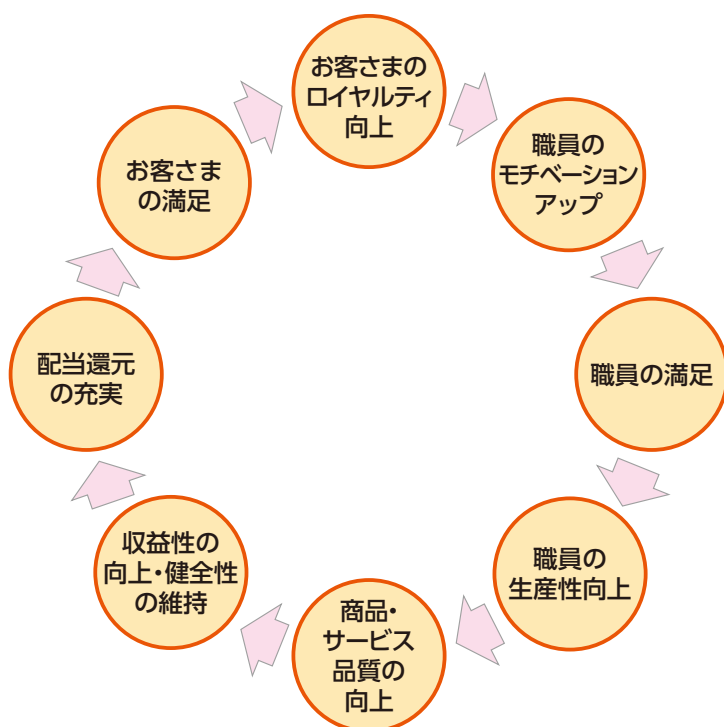 お客さまの
ロイヤルティ
向上
職員の
モチベーション
アップ
職員の満足
職員の
生産性向上
商品・
サービス
品質の
向上
収益性の
向上・健全性
の維持
配当還元
の充実
お客さま
の満足